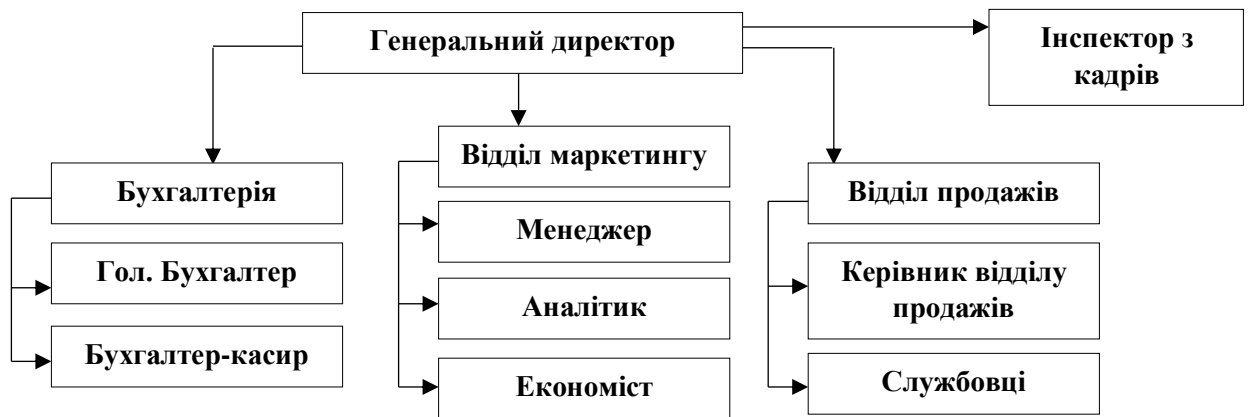 Генеральний директор
Інспектор з
кадрів
Бухгалтерія
Гол. Бухгалтер
Бухгалтер-касир
Відділ маркетингу
Менеджер
Аналітик
Економіст
Відділ продажів
Керівник відділу
продажів
Службовці